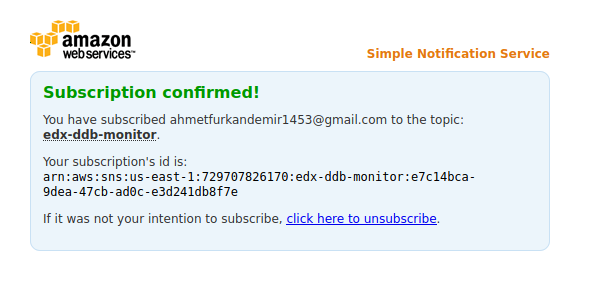 amazon
webservices™
Simple Notification Service
Subscription confirmed!
You have subscribed ahmetfurkandemir1453@gmail.com to the topic:
edx-ddb-monitor.
Your subscription's id is:
arn:aws:sns:us-east-1:729707826170:edx-ddb-monitor:e7c14bca-
9dea-47cb-ad0c-e3d241db8f7e
If it was not your intention to subscribe, click here to unsubscribe.